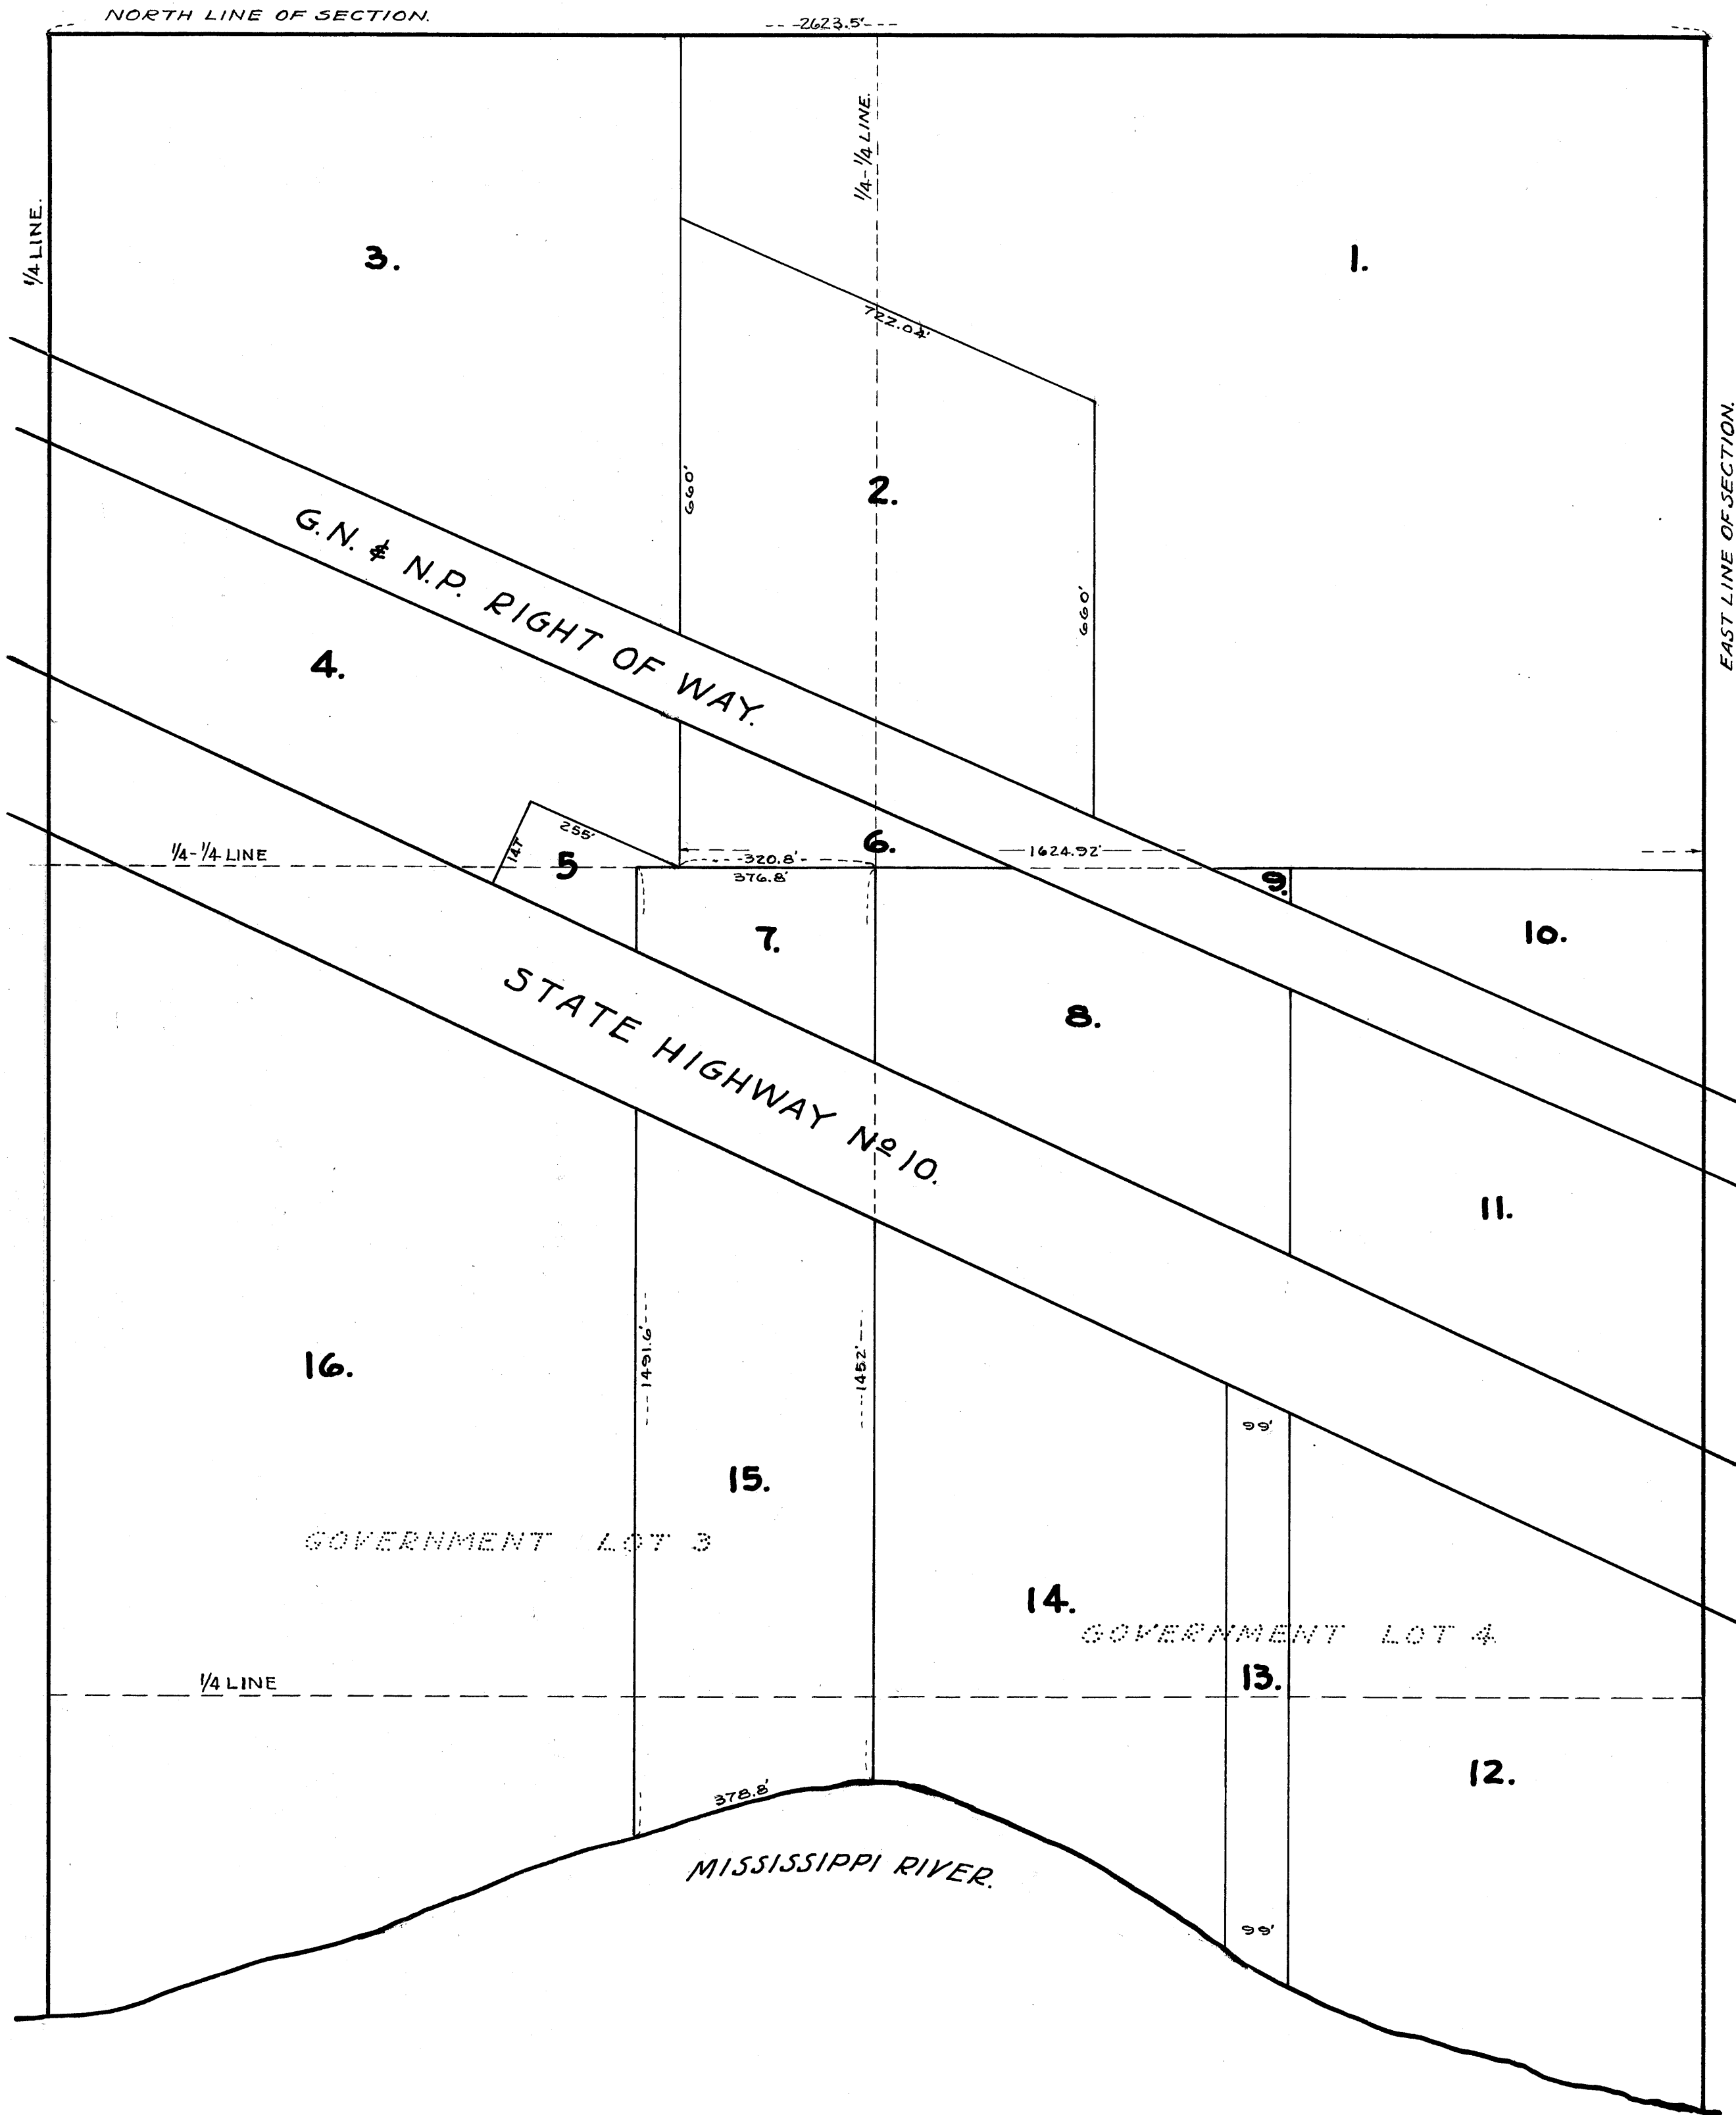 NORTH LINE OF SECTION.
2623.5'
1/4-1/4 LINE.
1/4 LINE.
3.
1.
722.04'
EAST LINE OF SECTION.
660'
2.
G.N. & N.P. RIGHT OF WAY.
660'
4.
255'
147'
5
6.
1/4-1/4 LINE
320.8'
1624.92'
376.8'
9.
7.
10.
8.
STATE HIGHWAY Nº 10.
11.
1491.6'
1452'
16.
99'
15.
GOVERNMENT LOT 3
14.
GOVERNMENT LOT 4
1/4 LINE
13.
12.
378.8'
MISSISSIPPI RIVER.
99'